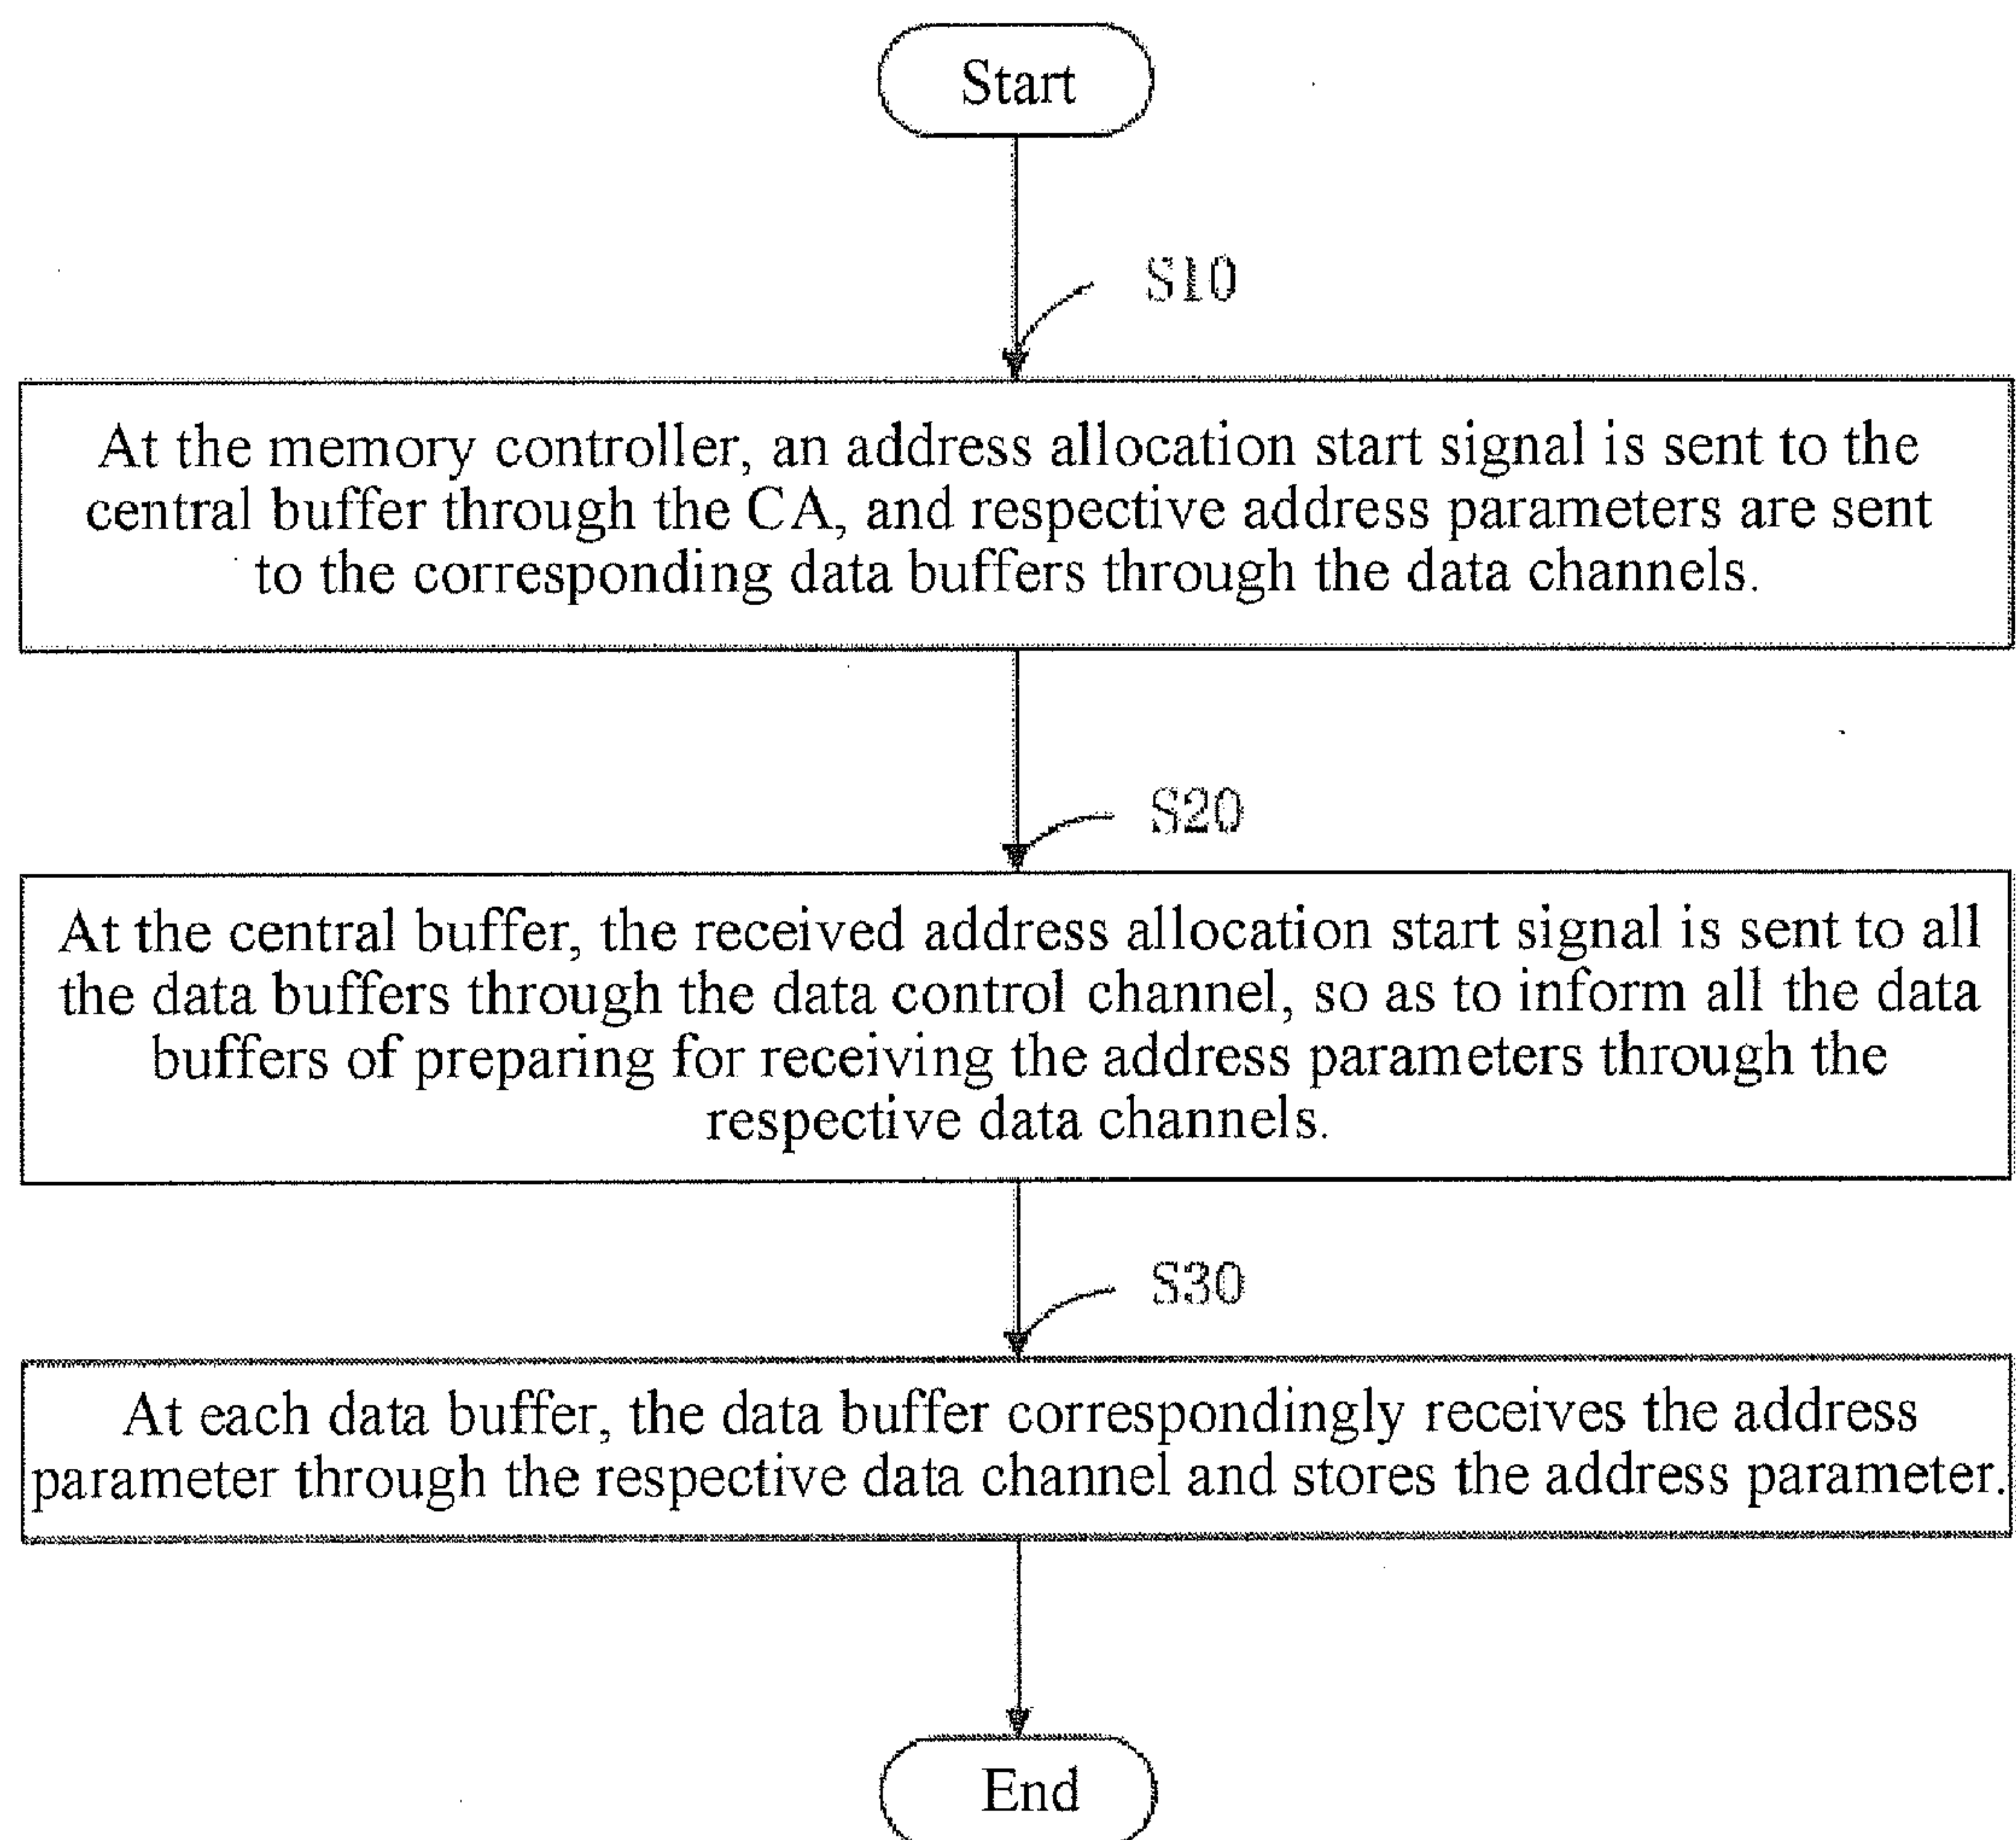 Start
S10
At the memory controller, an address allocation start signal is sent to the
central buffer through the CA, and respective address parameters are sent
to the corresponding data buffers through the data channels.
S20
At the central buffer, the received address allocation start signal is sent to all
the data buffers through the data control channel, so as to inform all the data
buffers of preparing for receiving the address parameters through the
respective data channels.
S30
At each data buffer, the data buffer correspondingly receives the address
parameter through the respective data channel and stores the address parameter.
End